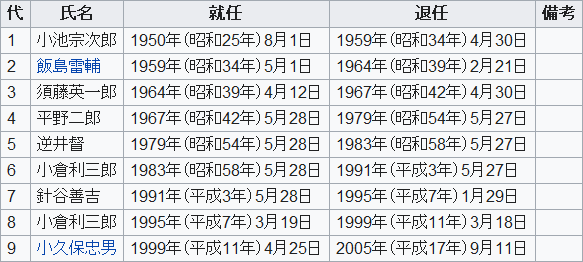 代 氏名 就任 退任 備考
1 小池宗次郎 1950年(昭和25年)8月1日 1959年(昭和34年)4月30日
2 飯島雷輔 1959年(昭和34年)5月1日 1964年(昭和39年)2月21日
3 須藤英一郎 1964年(昭和39年)4月12日 1967年(昭和42年)4月30日
4 平野二郎 1967年(昭和42年)5月28日 1979年(昭和54年)5月27日
5 逆井督 1979年(昭和54年)5月28日 1983年(昭和58年)5月27日
6 小倉利三郎 1983年(昭和58年)5月28日 1991年(平成3年)5月27日
7 針谷善吉 1991年(平成3年)5月28日 1995年(平成7年)1月29日
8 小倉利三郎 1995年(平成7年)3月19日 1999年(平成11年)3月18日
9 小久保忠男 1999年(平成11年)4月25日 2005年(平成17年)9月11日